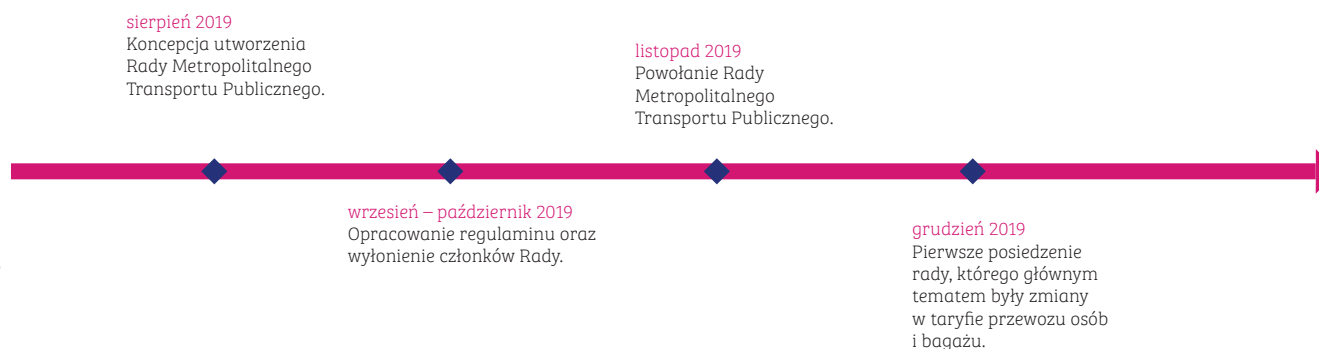 sierpień 2019
Koncepcja utworzenia
Rady Metropolitalnego
Transportu Publicznego.
wrzesień – październik 2019
Opracowanie regulaminu oraz
wyłonienie członków Rady.
listopad 2019
Powołanie Rady
Metropolitalnego
Transportu Publicznego.
grudzień 2019
Pierwsze posiedzenie
rady, którego głównym
tematem były zmiany
w taryfie przewozu osób
i bagażu.